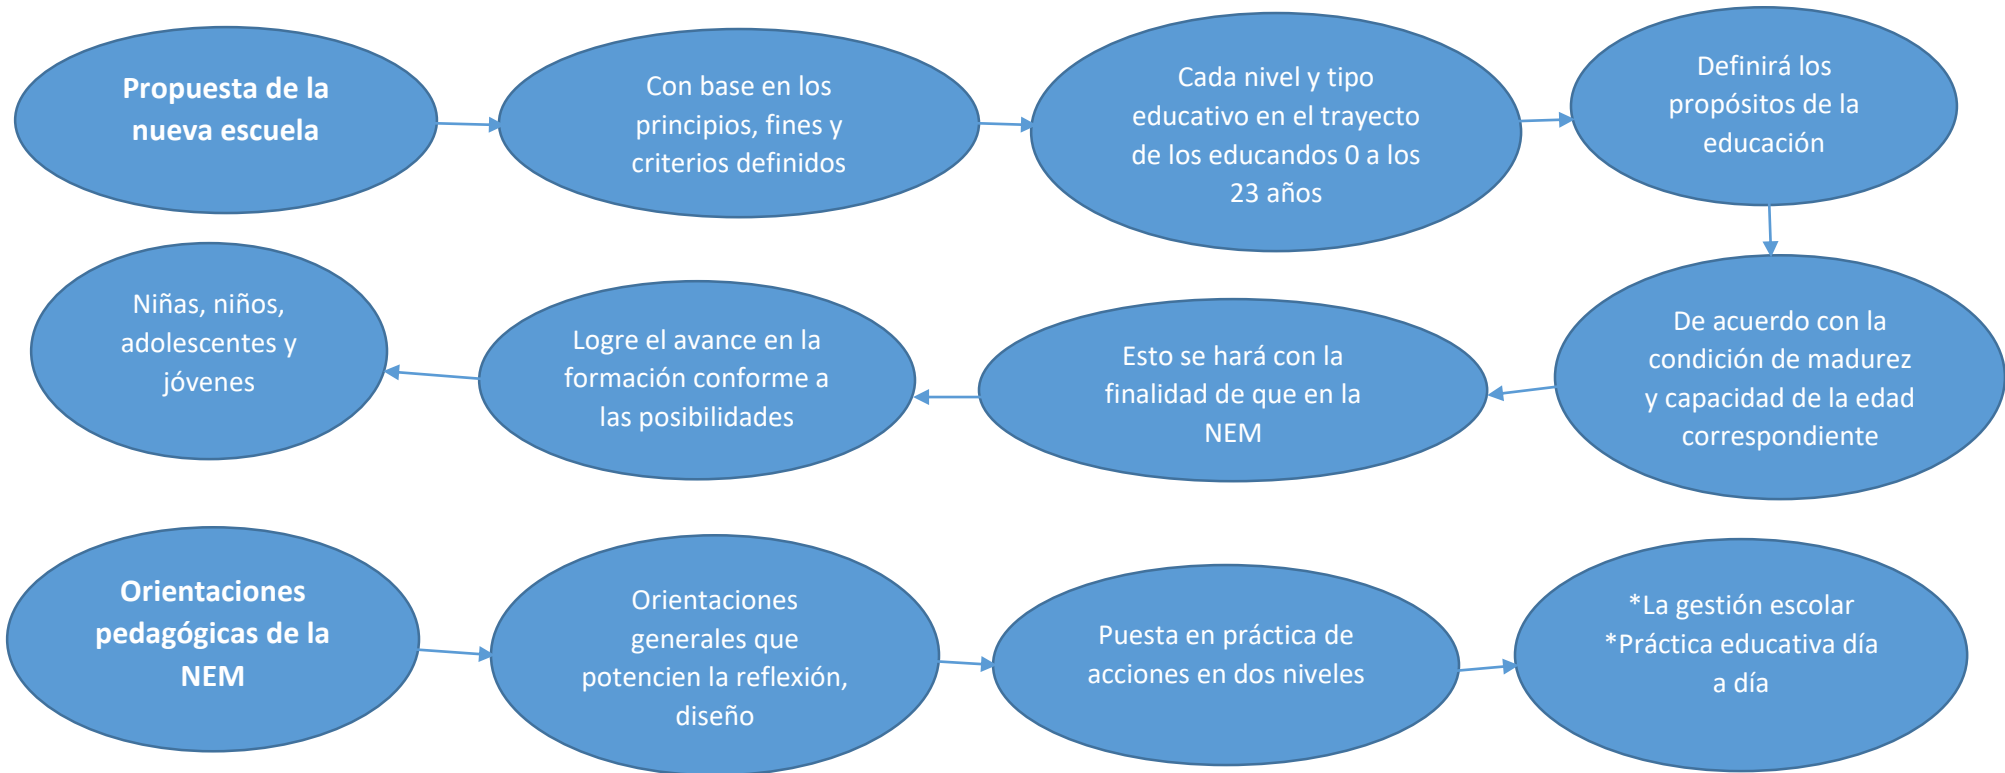 Propuesta de la
nueva escuela
Con base en los
principios, fines y
criterios definidos
Cada nivel y tipo
educativo en el trayecto
de los educandos 0 a los
23 años
Definirá los
propósitos de la
educación
De acuerdo con la
condición de madurez
y capacidad de la edad
correspondiente
Esto se hará con la
finalidad de que en la
NEM
Logre el avance en la
formación conforme a
las posibilidades
Niñas, niños,
adolescentes y
jóvenes
Orientaciones
pedagógicas de la
NEM
Orientaciones
generales que
potencien la reflexión,
diseño
Puesta en práctica de
acciones en dos niveles
*La gestión escolar
*Práctica educativa día
a día